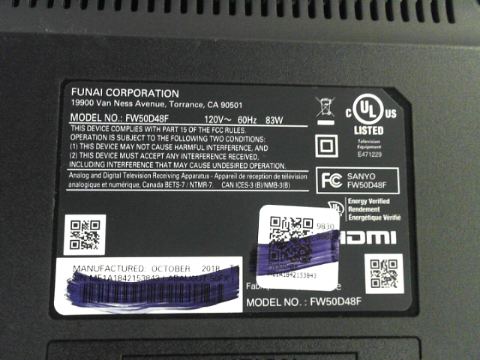 FUNAI CORPORATION
19900 Van Ness Avenue, Torrance, CA 90501
MODEL NO.: FW50D48F 120V~ 60Hz 83W
THIS DEVICE COMPLIES WITH PART 15 OF THE FCC RULES.
OPERATION IS SUBJECT TO THE FOLLOWING TWO CONDITIONS:
(1) THIS DEVICE MAY NOT CAUSE HARMFUL INTERFERENCE, AND
(2) THIS DEVICE MUST ACCEPT ANY INTERFERENCE RECEIVED,
INCLUDING INTERFERENCE THAT MAY CAUSE UNDESIRED OPERATION.
Analog and Digital Television Receiving Apparatus - Appareil de réception de télévision
analogique et numérique, Canada BETS-7 / NTMR-7. CAN ICES-3 (B)/NMB-3(B)
C UL US
LISTED
Television
Equipment
E471229
FC SANYO
FW50D48F
Energy Verified
Rendement
Énergétique Vérifié
HDMI
9B30
MANUFACTURED: OCTOBER 2018
ME1A1842153843
MODEL NO.: FW50D48F